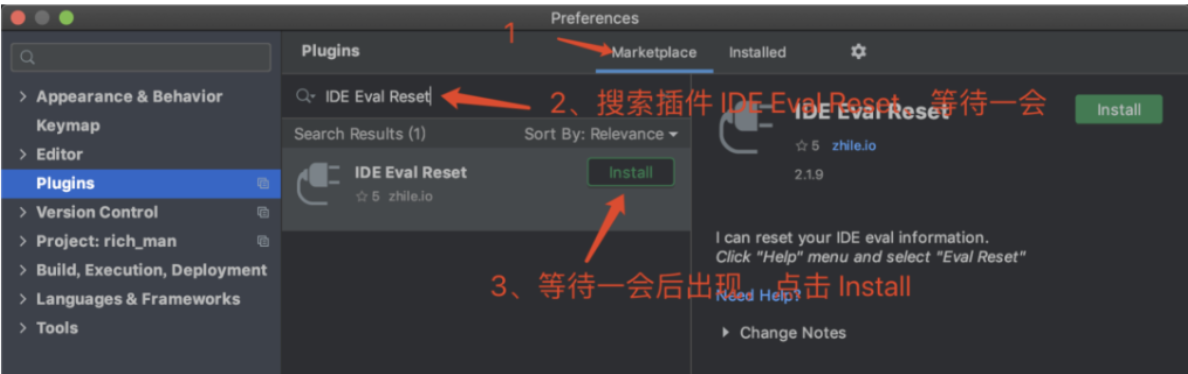 Preferences
1
Plugins
Marketplace
Installed
Appearance & Behavior
Keymap
Editor
Plugins
Version Control
Project: rich_man
Build, Execution, Deployment
Languages & Frameworks
Tools
IDE Eval Reset
2、搜索插件 IDE Eval Reset,等待一会
Search Results (1)
Sort By: Relevance
IDE Eval Reset
5 zhile.io
Install
3、等待一会后出现,点击 Install
IDE Eval Reset
Install
5 zhile.io
2.1.9
I can reset your IDE eval information.
Click "Help" menu and select "Eval Reset"
Need Help?
Change Notes